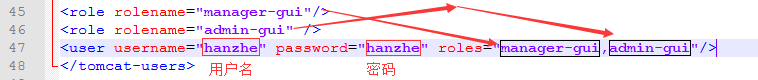 45 <role rolename="manager-gui"/>
46 <role rolename="admin-gui" />
47 <user username="hanzhe" password="hanzhe" roles="manager-gui,admin-gui"/>
48 </tomcat-users> 用户名 密码